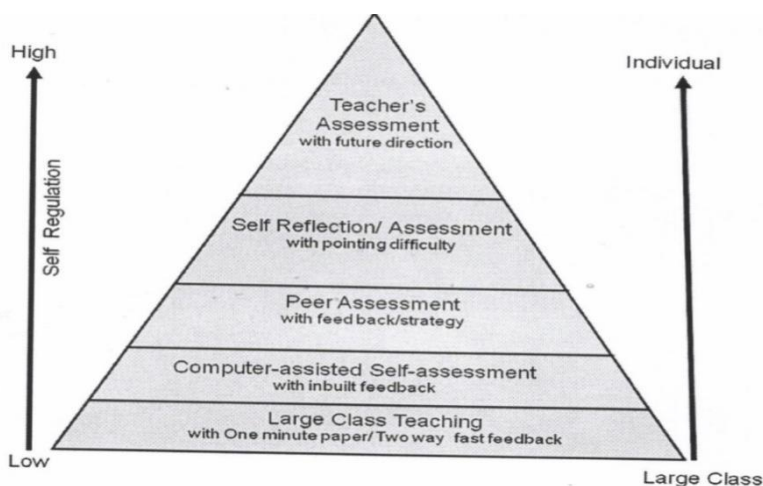 High
Individual
Teacher's
Assessment
with future direction
Self Regulation
Self Reflection/ Assessment
with pointing difficulty
Peer Assessment
with feed back/strategy
Computer-assisted Self-assessment
with inbuilt feedback
Large Class Teaching
with One minute paper/ Two way fast feedback
Low
Large Class